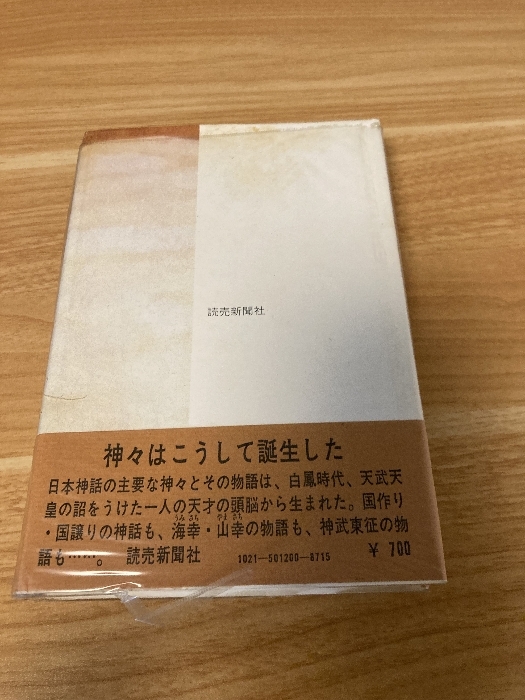 読売新聞社
神々はこうして誕生した
日本神話の主要な神々とその物語は、白鳳時代、天武天
皇の詔をうけた一人の天才の頭脳から生まれた。国作り
・国譲りの神話も、海幸・山幸の物語も、神武東征の物
語も……。 読売新聞社 1021—501200—8715 ¥ 700